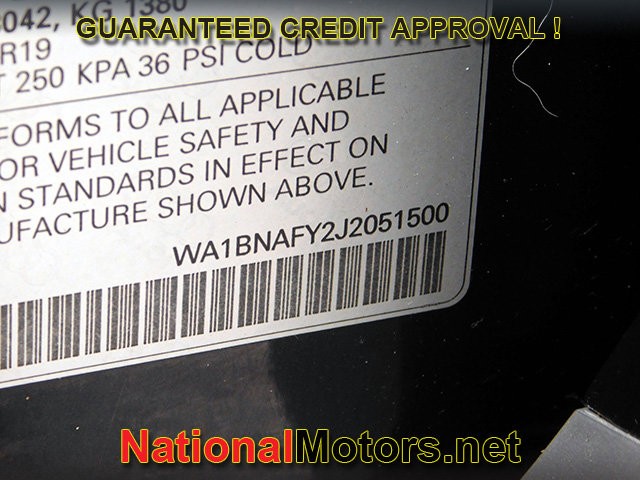 GUARANTEED CREDIT APPROVAL !
3042, KG 1380
R19
250 KPA 36 PSI COLD
FORMS TO ALL APPLICABLE
OR VEHICLE SAFETY AND
N STANDARDS IN EFFECT ON
UFACTURE SHOWN ABOVE.
WA1BNAFY2J2051500
NationalMotors.net